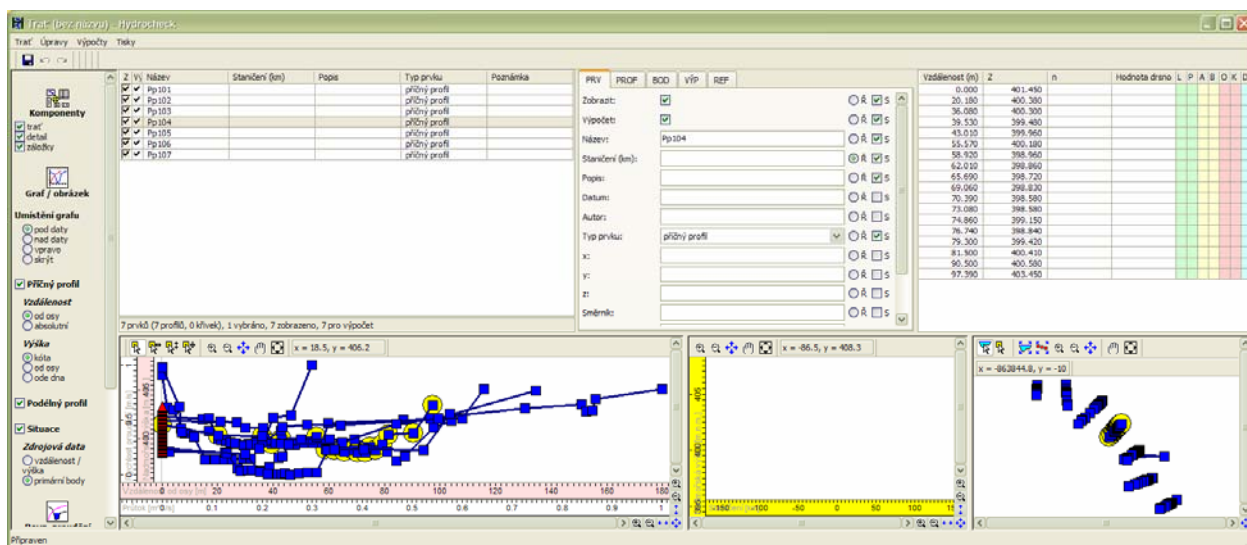 Trať (bez názvu) - Hydrocheck
Trať Úpravy Výpočty Tisky
Komponenty
trať
detail
záložky
Graf / obrázek
Umístění grafu
pod daty
nad daty
vpravo
skrýt
Příčný profil
Vzdálenost
od osy
absolutní
Výška
kóta
od osy
ode dna
Podélný profil
Situace
Zdrojová data
vzdálenost /
výška
primární body
Z Vý Název Staničení (km) Popis Typ prvku Poznámka
Pp101 příčný profil
Pp102 příčný profil
Pp103 příčný profil
Pp104 příčný profil
Pp105 příčný profil
Pp106 příčný profil
Pp107 příčný profil
7 prvků (7 profilů, 0 křivek), 1 vybráno, 7 zobrazeno, 7 pro výpočet
PRV PROF BOD VÝP REF
Zobrazit: Ř S
Výpočet: Ř S
Název: Pp104 Ř S
Staničení (km): Ř S
Popis: Ř S
Datum: Ř S
Autor: Ř S
Typ prvku: příčný profil Ř S
x: Ř S
y: Ř S
z: Ř S
Směrník: Ř S
Vzdálenost (m) Z n Hodnota drsno L P A B O K D
0.000 401.450
20.180 400.380
36.080 400.300
39.530 399.480
43.010 399.960
55.570 400.180
58.920 398.960
62.010 398.860
65.690 398.720
69.060 398.830
70.390 398.580
73.080 398.580
74.860 399.150
76.740 398.840
79.300 399.420
81.500 400.410
90.500 400.580
97.390 403.450
x = 18.5, y = 406.2
405
400
Vzdálenost od osy [m] 0 20 40 60 80 100 120 140 160 180
0.1 0.2 0.3 0.4 0.5 0.6 0.7 0.8 0.9 1
x = -86.5, y = 408.3
405
400
395
-150 -100 -50 0 50 100
x = -863844.8, y = -10
Připraven